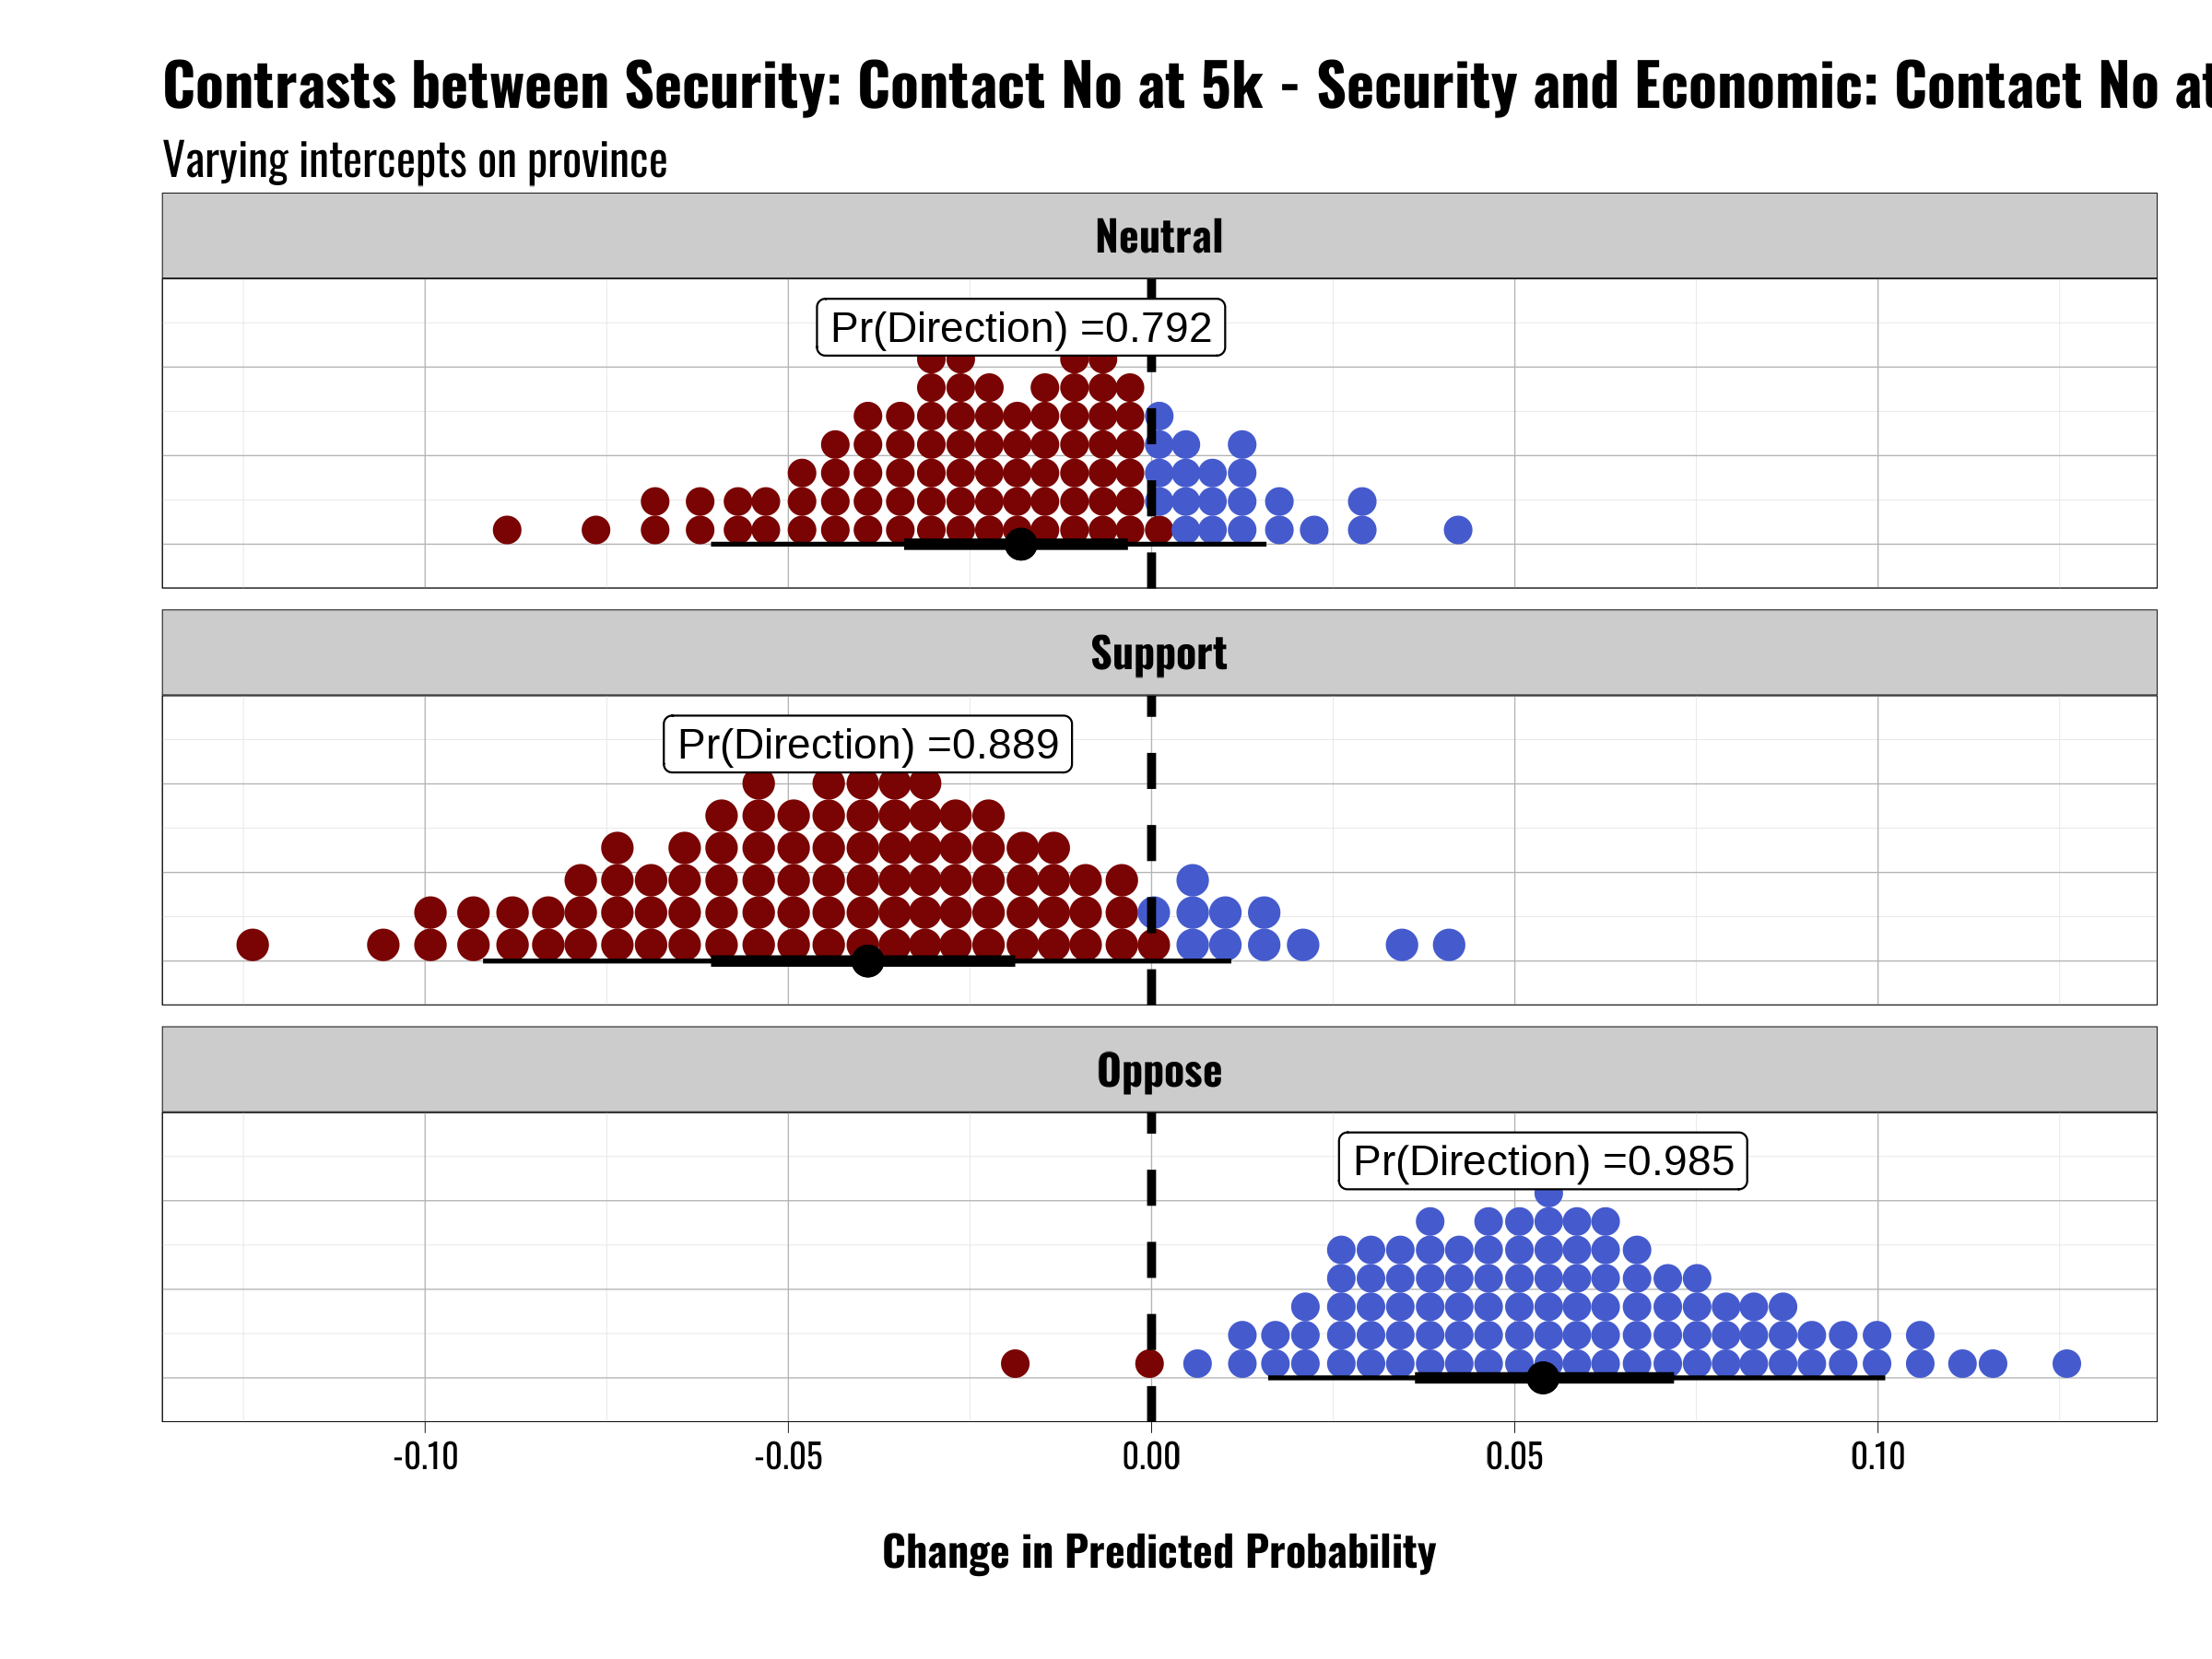 Contrasts between Security: Contact No at 5k - Security and Economic: Contact No at
Varying intercepts on province
Neutral
Pr(Direction) =0.792
Support
Pr(Direction) =0.889
Oppose
Pr(Direction) =0.985
-0.10 -0.05 0.00 0.05 0.10
Change in Predicted Probability